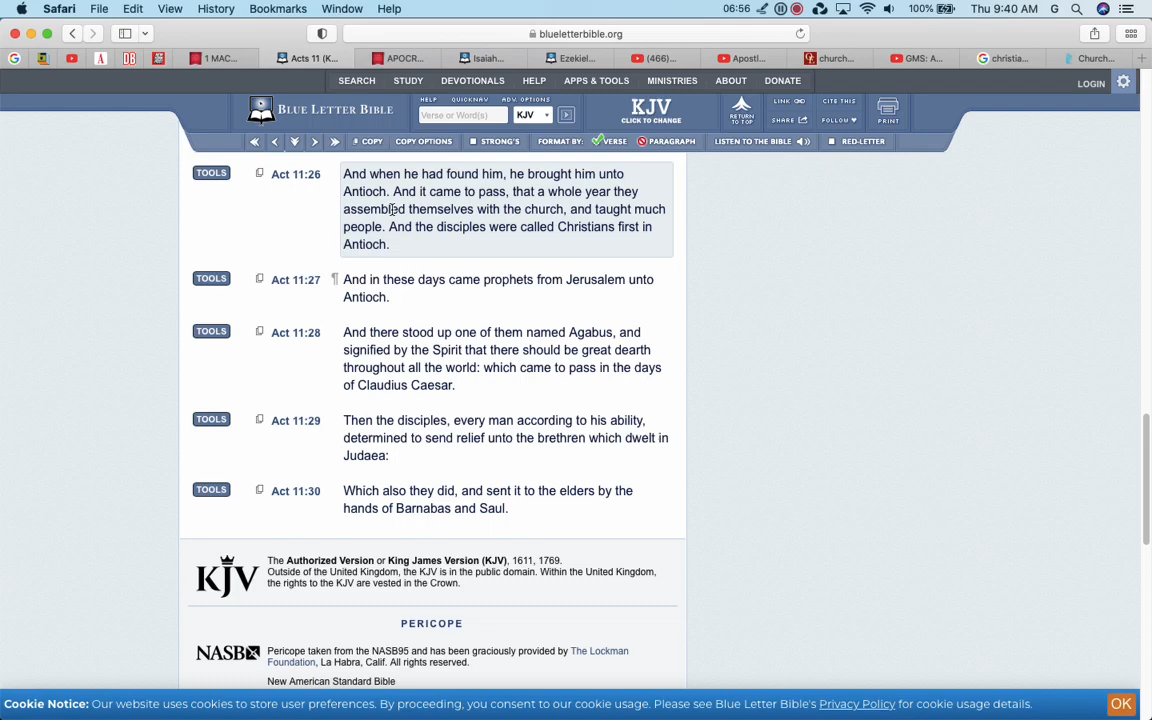 Safari File Edit View History Bookmarks Window Help 06:56 100% Thu 9:40 AM G
blueletterbible.org
1 MAC... Acts 11 (K... APOCR... Isaiah... Ezekiel... (466)... Apostl... church... GMS: A... christia... Church...
SEARCH STUDY DEVOTIONALS HELP APPS & TOOLS MINISTRIES ABOUT DONATE LOGIN
HELP QUICKNAV ADV. OPTIONS
BLUE LETTER BIBLE Verse or Word(s) KJV
KJV
CLICK TO CHANGE
RETURN TO TOP
LINK CITE THIS
SHARE FOLLOW PRINT
COPY COPY OPTIONS STRONG'S FORMAT BY: VERSE PARAGRAPH LISTEN TO THE BIBLE RED-LETTER
TOOLS Act 11:26 And when he had found him, he brought him unto
Antioch. And it came to pass, that a whole year they
assembled themselves with the church, and taught much
people. And the disciples were called Christians first in
Antioch.
TOOLS Act 11:27 ¶ And in these days came prophets from Jerusalem unto
Antioch.
TOOLS Act 11:28 And there stood up one of them named Agabus, and
signified by the Spirit that there should be great dearth
throughout all the world: which came to pass in the days
of Claudius Caesar.
TOOLS Act 11:29 Then the disciples, every man according to his ability,
determined to send relief unto the brethren which dwelt in
Judaea:
TOOLS Act 11:30 Which also they did, and sent it to the elders by the
hands of Barnabas and Saul.
KJV The Authorized Version or King James Version (KJV), 1611, 1769.
Outside of the United Kingdom, the KJV is in the public domain. Within the United Kingdom,
the rights to the KJV are vested in the Crown.
PERICOPE
NASB Pericope taken from the NASB95 and has been graciously provided by The Lockman
Foundation, La Habra, Calif. All rights reserved.
New American Standard Bible
Cookie Notice: Our website uses cookies to store user preferences. By proceeding, you consent to our cookie usage. Please see Blue Letter Bible's Privacy Policy for cookie usage details. OK